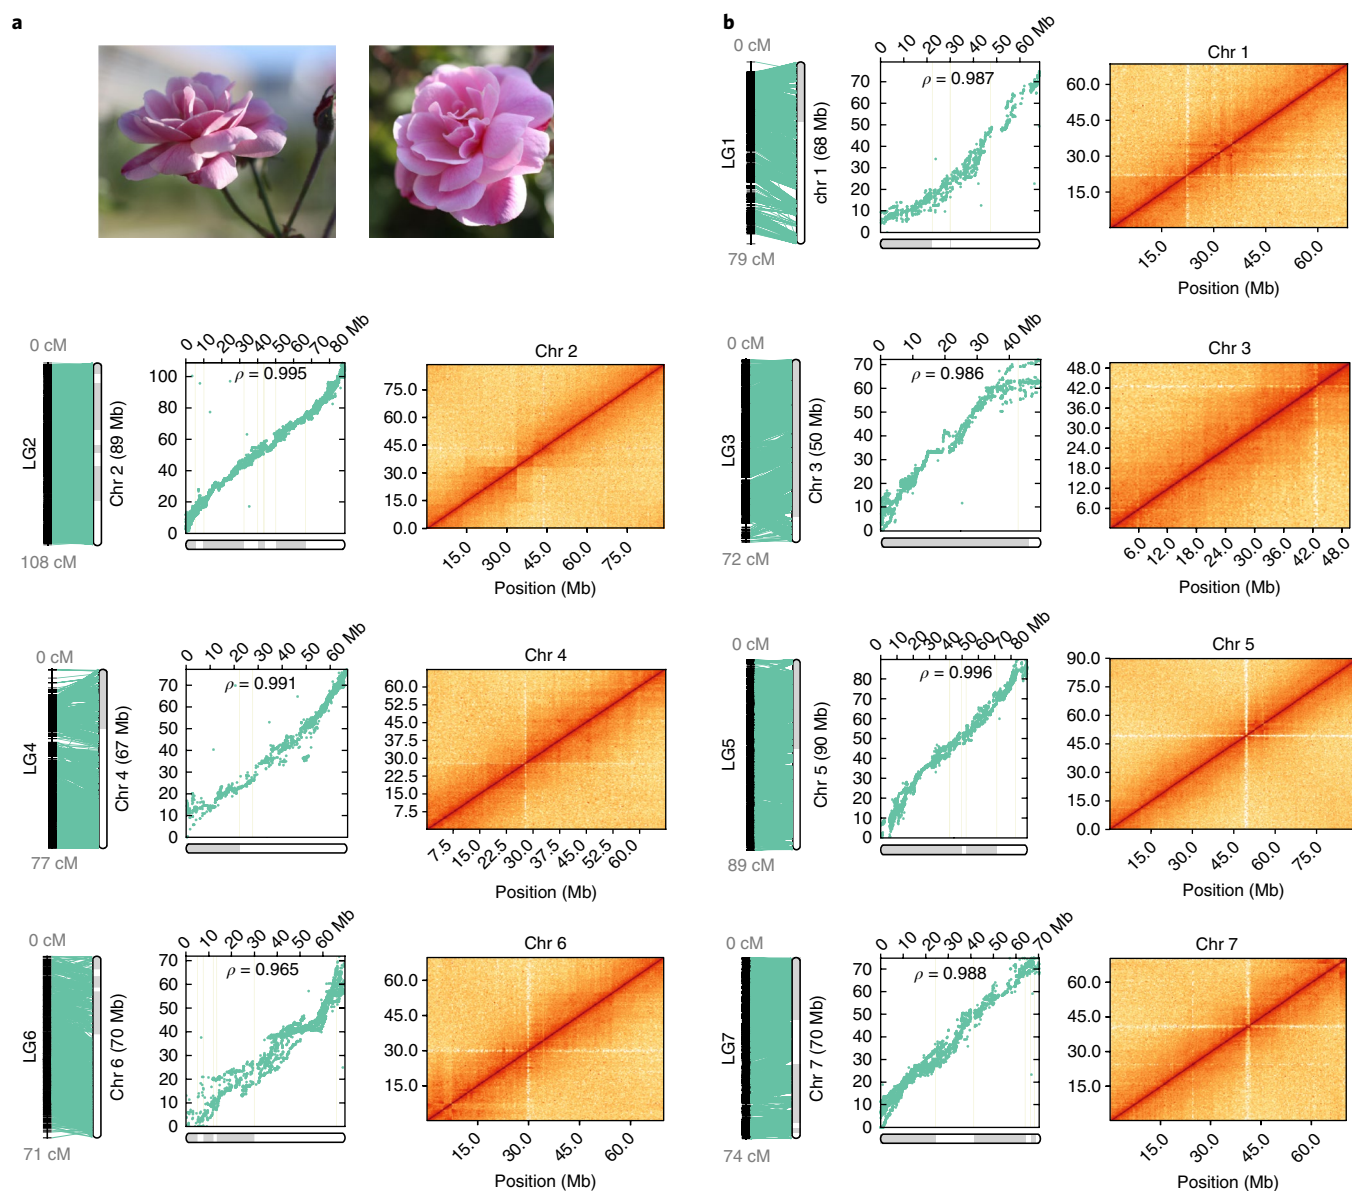 a
b
0 cM
LG1
79 cM
chr 1 (68 Mb)
0 10 20 30 40 50 60 Mb
ρ = 0.987
70
60
50
40
30
20
10
0
Chr 1
60.0
45.0
30.0
15.0
15.0 30.0 45.0 60.0
Position (Mb)
0 cM
LG2
108 cM
Chr 2 (89 Mb)
0 10 20 30 40 50 60 70 80 Mb
ρ = 0.995
100
80
60
40
20
0
Chr 2
75.0
60.0
45.0
30.0
15.0
0.0
15.0 30.0 45.0 60.0 75.0
Position (Mb)
0 cM
LG3
72 cM
Chr 3 (50 Mb)
0 10 20 30 40 Mb
ρ = 0.986
70
60
50
40
30
20
10
0
Chr 3
48.0
42.0
36.0
30.0
24.0
18.0
12.0
6.0
6.0 12.0 18.0 24.0 30.0 36.0 42.0 48.0
Position (Mb)
0 cM
LG4
77 cM
Chr 4 (67 Mb)
0 10 20 30 40 50 60 Mb
ρ = 0.991
70
60
50
40
30
20
10
0
Chr 4
60.0
52.5
45.0
37.5
30.0
22.5
15.0
7.5
7.5 15.0 22.5 30.0 37.5 45.0 52.5 60.0
Position (Mb)
0 cM
LG5
89 cM
Chr 5 (90 Mb)
0 10 20 30 40 50 60 70 80 Mb
ρ = 0.996
80
70
60
50
40
30
20
10
0
Chr 5
90.0
75.0
60.0
45.0
30.0
15.0
0.0
15.0 30.0 45.0 60.0 75.0
Position (Mb)
0 cM
LG6
71 cM
Chr 6 (70 Mb)
0 10 20 30 40 50 60 Mb
ρ = 0.965
70
60
50
40
30
20
10
0
Chr 6
60.0
45.0
30.0
15.0
15.0 30.0 45.0 60.0
Position (Mb)
0 cM
LG7
74 cM
Chr 7 (70 Mb)
0 10 20 30 40 50 60 70 Mb
ρ = 0.988
70
60
50
40
30
20
10
0
Chr 7
60.0
45.0
30.0
15.0
15.0 30.0 45.0 60.0
Position (Mb)